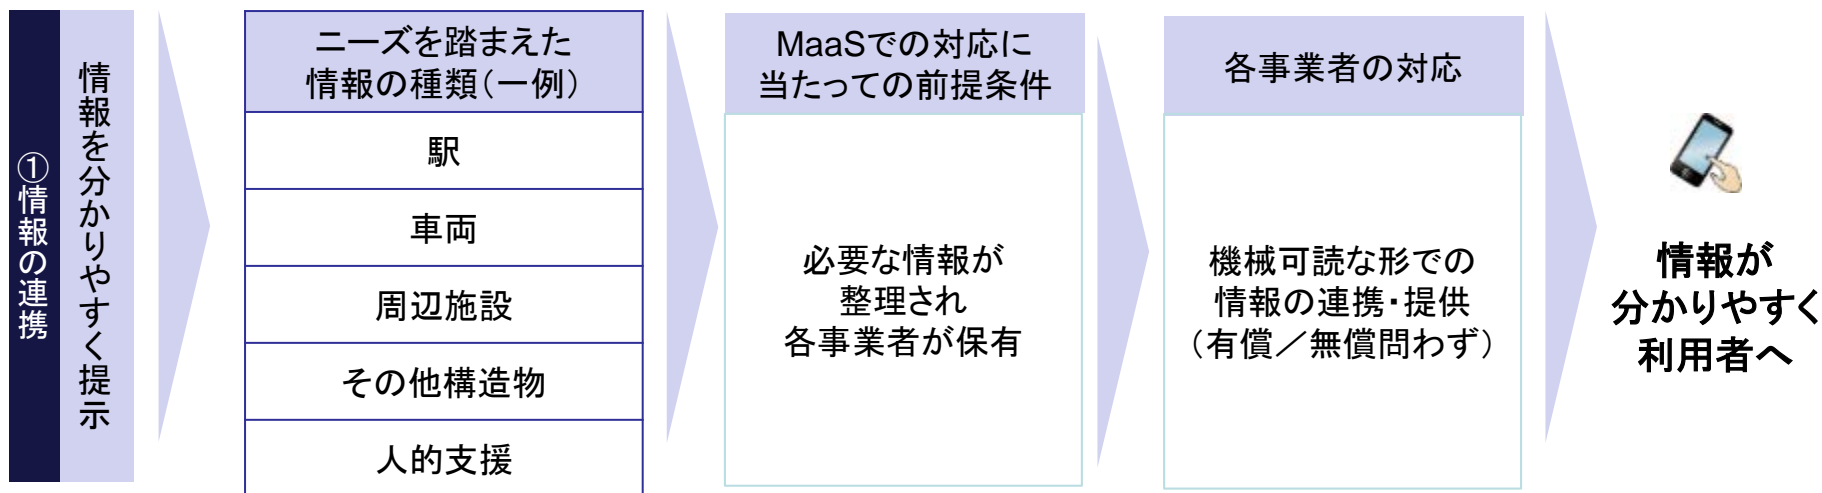 ①情報の連携
情報を分かりやすく提示
ニーズを踏まえた
情報の種類(一例)
駅
車両
周辺施設
その他構造物
人的支援
MaaSでの対応に
当たっての前提条件
必要な情報が
整理され
各事業者が保有
各事業者の対応
機械可読な形での
情報の連携・提供
(有償/無償問わず)
情報が
分かりやすく
利用者へ